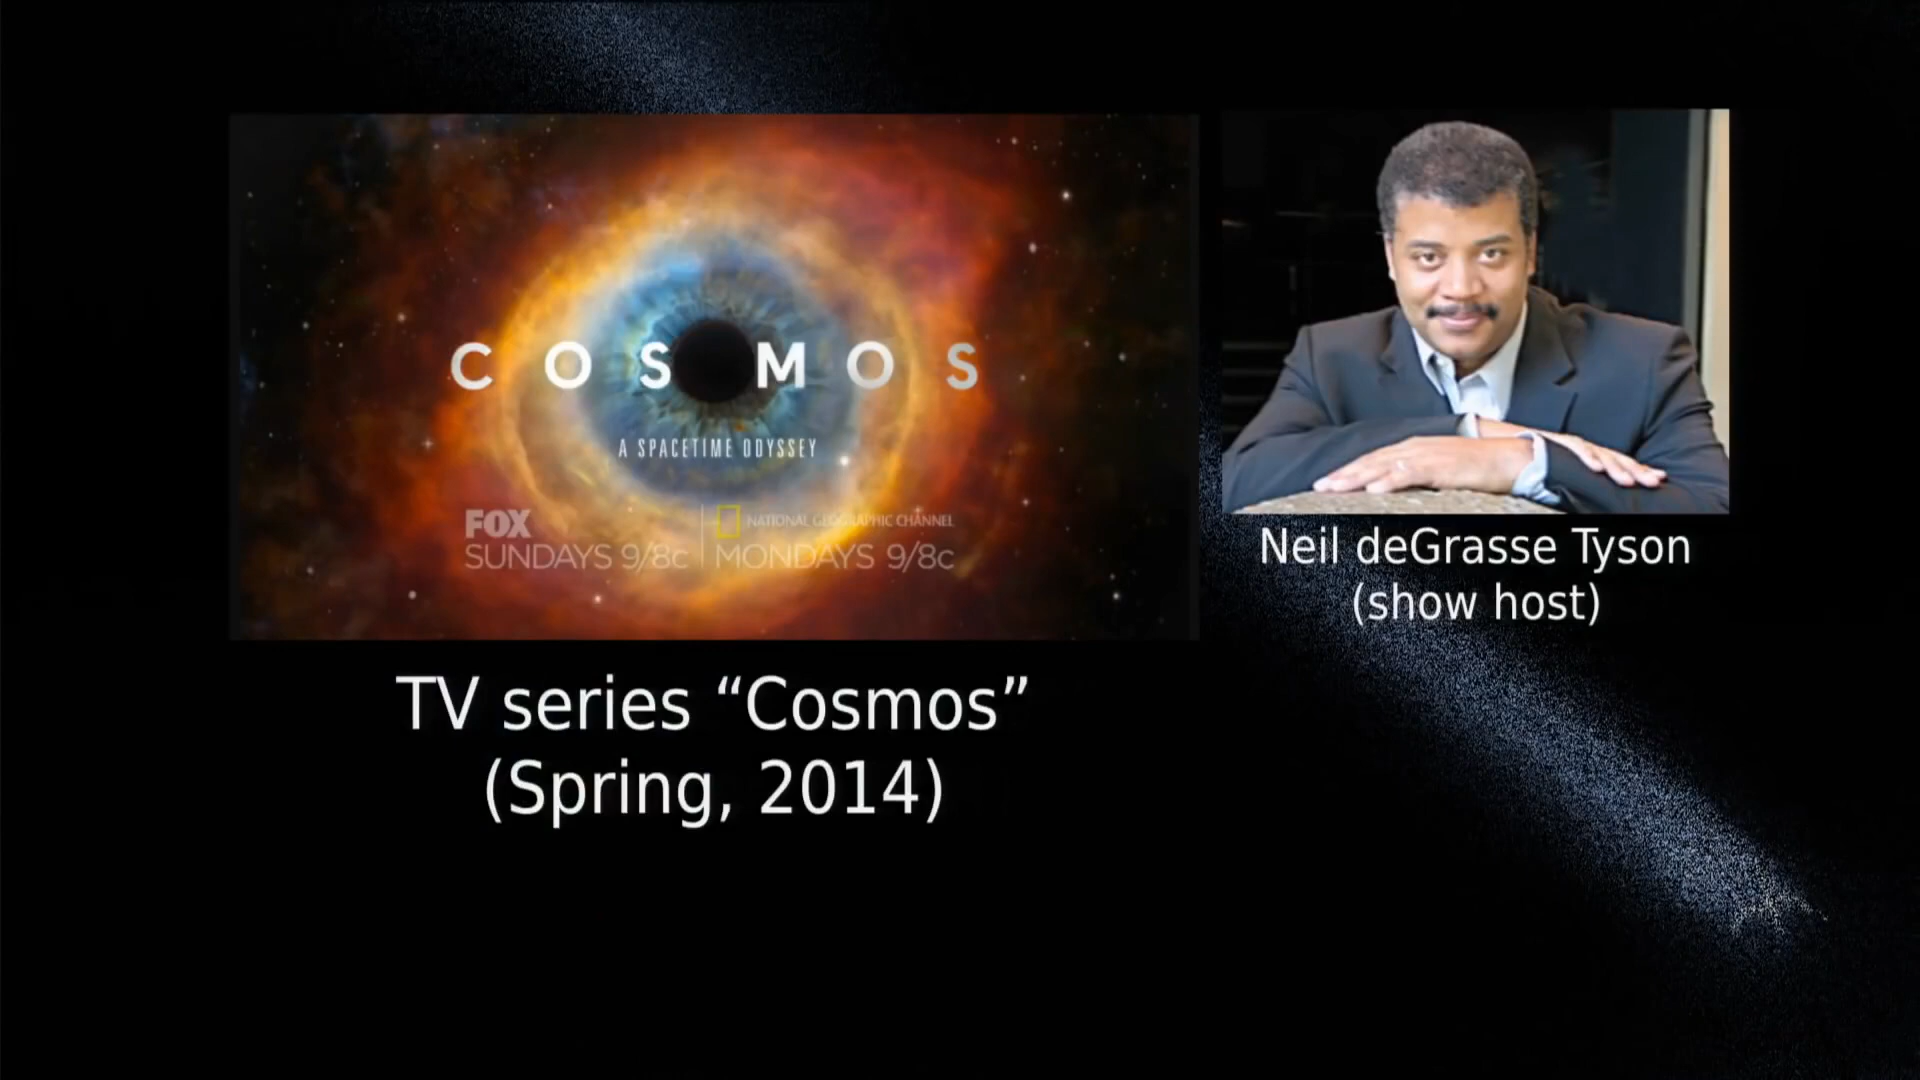 COSMOS
A SPACETIME ODYSSEY
FOX
SUNDAYS 9/8c
NATIONAL GEOGRAPHIC CHANNEL
MONDAYS 9/8c
Neil deGrasse Tyson
(show host)
TV series “Cosmos”
(Spring, 2014)